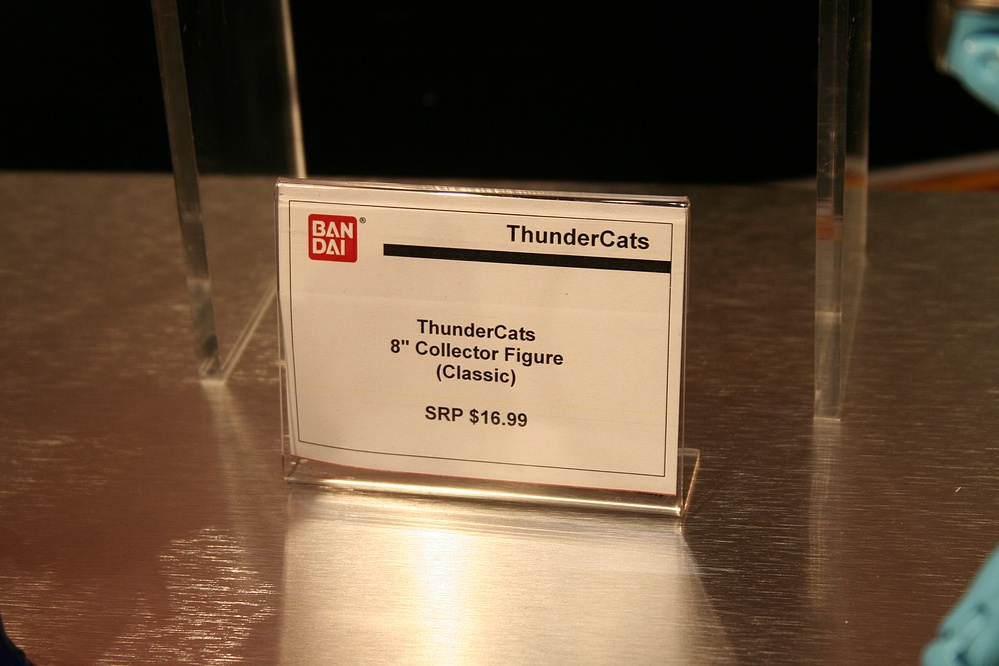 BAN
DAI®
ThunderCats
ThunderCats
8" Collector Figure
(Classic)
SRP $16.99